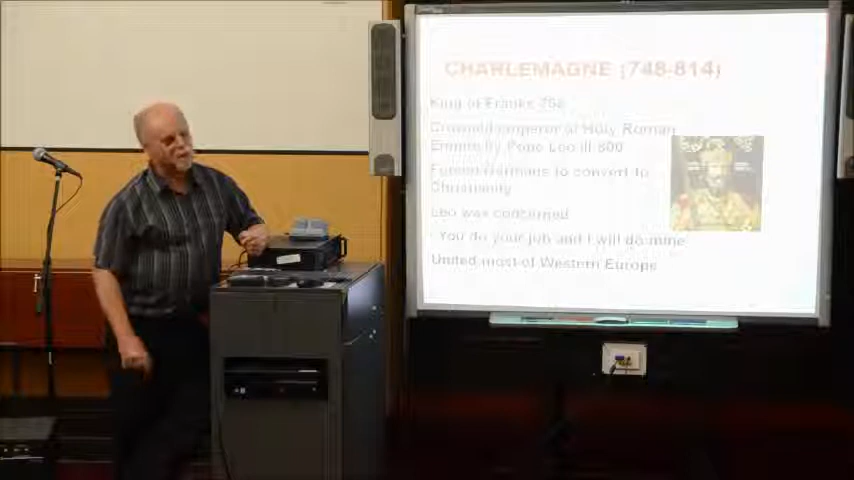 CHARLEMAGNE (748-814)
King of Franks 768
Crowned emperor of Holy Roman
Empire by Pope Leo III 800
Forced Germans to convert to
Christianity
Leo was concerned
You do your job and I will do mine
United most of Western Europe